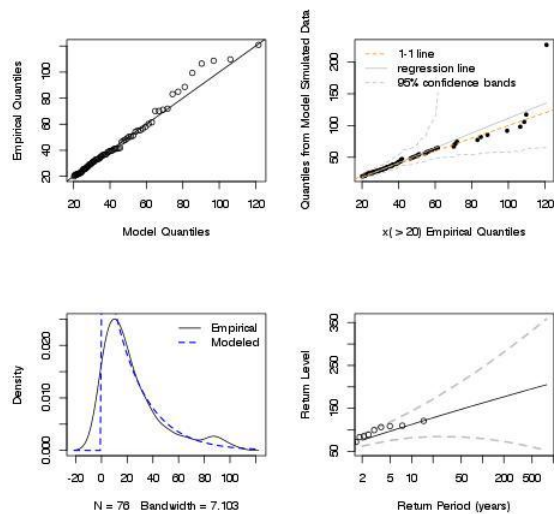 Empirical Quantiles
120
100
80
60
40
20
20 40 60 80 100 120
Model Quantiles
Quantiles from Model Simulated Data
200
150
100
50
1-1 line
regression line
95% confidence bands
20 40 60 80 100 120
x( > 20) Empirical Quantiles
Density
0.020
0.010
0.000
Empirical
Modeled
-20 0 20 40 60 80 100
N = 76 Bandwidth = 7.103
Return Level
350
250
150
50
2 5 10 50 500
Return Period (years)